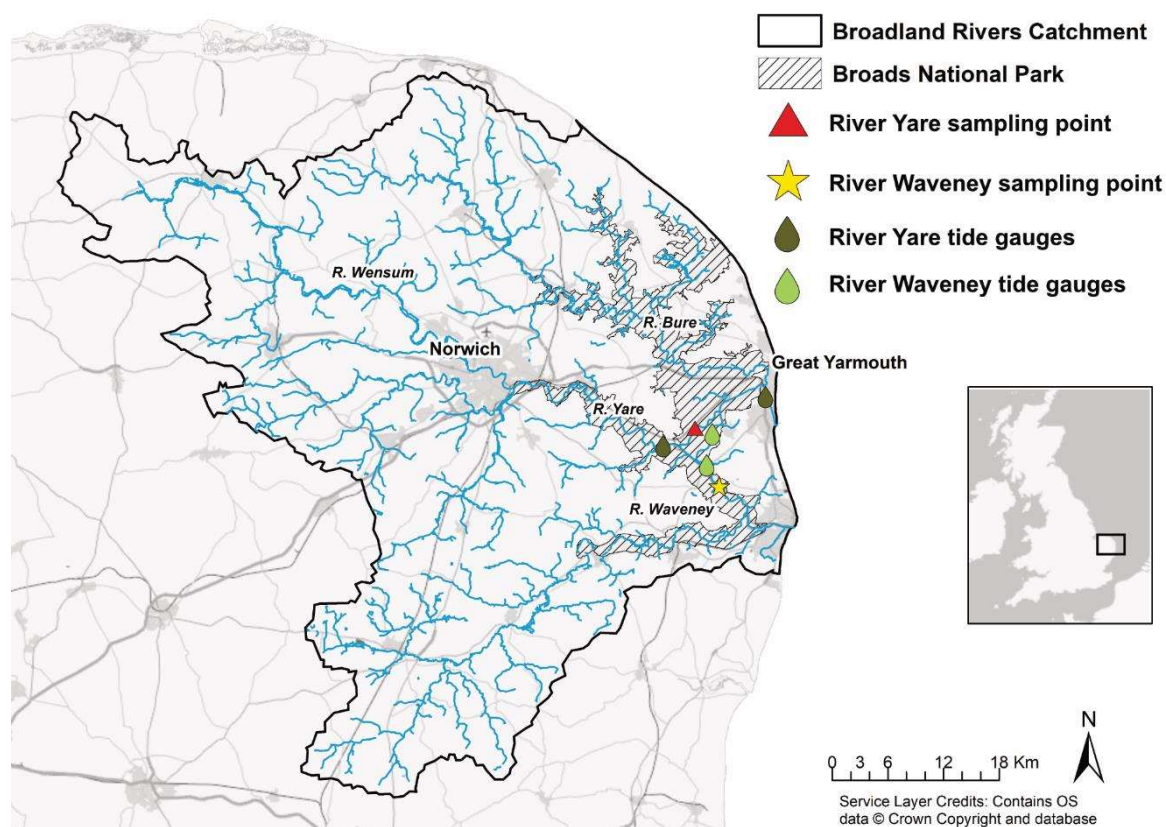 Broadland Rivers Catchment
Broads National Park
River Yare sampling point
River Waveney sampling point
River Yare tide gauges
River Waveney tide gauges
R. Wensum
R. Bure
Norwich
Great Yarmouth
R. Yare
R. Waveney
N
0 3 6 12 18 Km
Service Layer Credits: Contains OS
data © Crown Copyright and database